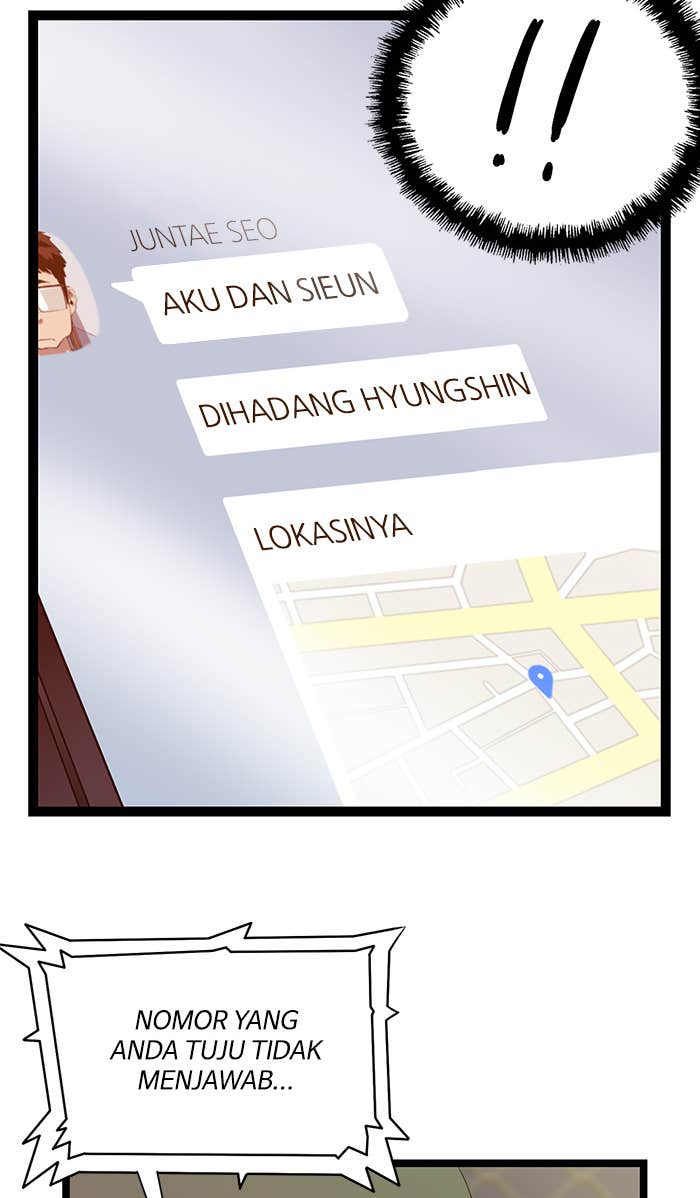 !!
JUNTAE SEO
AKU DAN SIEUN
DIHADANG HYUNGSHIN
LOKASINYA
NOMOR YANG
ANDA TUJU TIDAK
MENJAWAB...